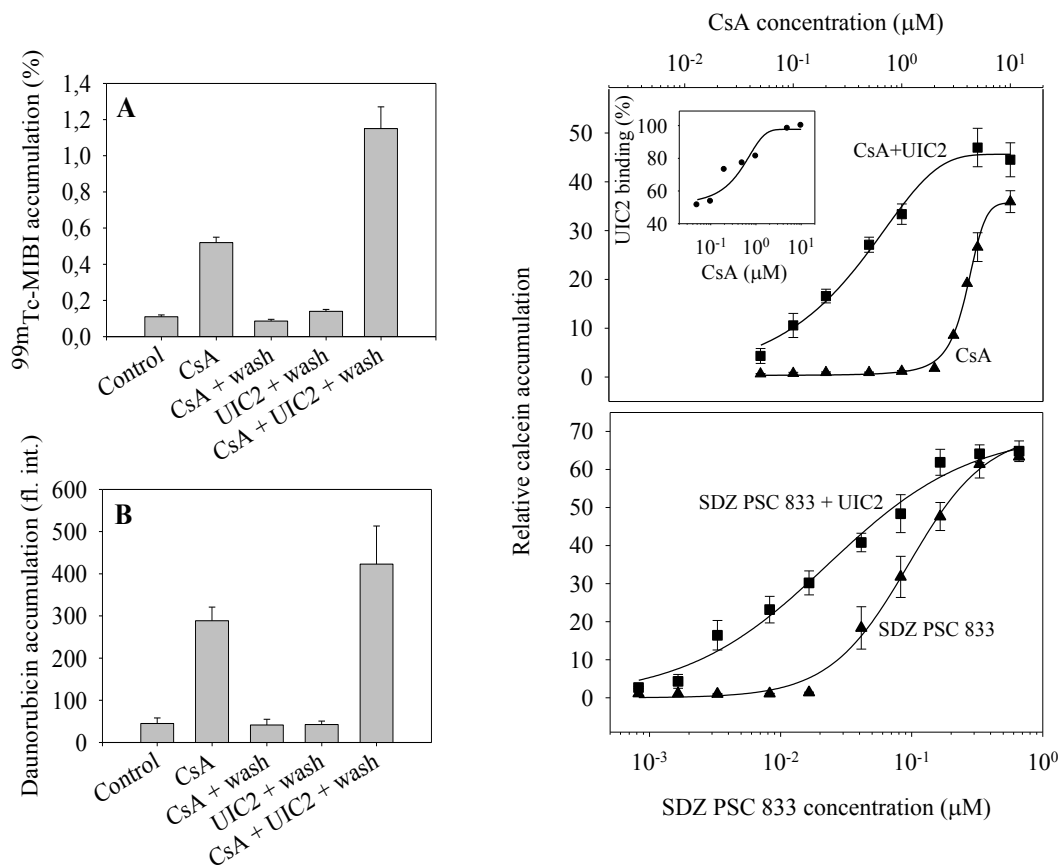 A
99mTc-MIBI accumulation (%)
1,4
1,2
1,0
0,8
0,6
0,4
0,2
0,0
Control
CsA
CsA + wash
UIC2 + wash
CsA + UIC2 + wash
B
Daunorubicin accumulation (fl. int.)
600
500
400
300
200
100
0
Control
CsA
CsA + wash
UIC2 + wash
CsA + UIC2 + wash
CsA concentration (μM)
10-2 10-1 100 101
Relative calcein accumulation
50
40
30
20
10
0
UIC2 binding (%)
100
80
60
40
10-1 100 101
CsA (μM)
CsA+UIC2
CsA
70
60
50
40
30
20
10
0
SDZ PSC 833 + UIC2
SDZ PSC 833
10-3 10-2 10-1 100
SDZ PSC 833 concentration (μM)